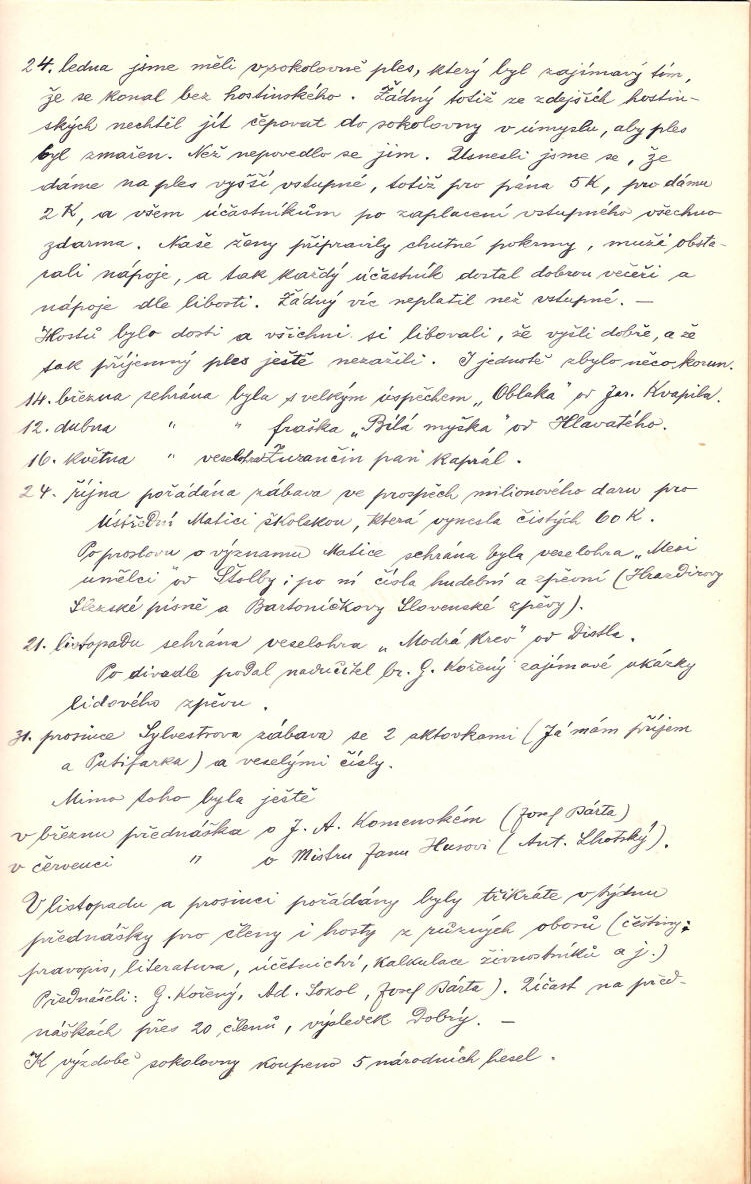 24. ledna jsme měli v sokolovně ples, který byl zajímavý tím,
že se konal bez hostinského. Žádný totiž ze zdejších hostin-
ských nechtěl jít čepovat do sokolovny v úmyslu, aby ples
byl zmařen. Než nepovedlo se jim. Usnesli jsme se, že
dáme na ples vyšší vstupné, totiž pro pána 5 K, pro dámu
2 K, a všem účastníkům po zaplacení vstupného všechno
zdarma. Naše ženy připravily chutné pokrmy, muži obsta-
rali nápoje, a tak každý účastník dostal dobrou večeři a
nápoje dle libosti. Žádný víc neplatil než vstupné. —
Hostů bylo dosti a všichni si libovali, že vyšli dobře, a že
tak příjemný ples ještě nezažili. I jednotě zbylo něco korun.
14. března sehrána byla s velkým úspěchem „Oblaka" od Jar. Kvapila.
12. dubna " " fraška „Bílá myška" od Hlavatého.
16. května " veselohra Zuzančin pan kaprál.
24. října pořádána zábava ve prospěch milionového daru pro
Ústřední Matici školskou, která vynesla čistých 60 K.
Po proslovu o významu Matice sehrána byla veselohra „Mezi
umělci" od Štolby; po ní čísla hudební a zpěvní (Hrazdirovy
Slezské písně a Bartoníčkovy Slovenské zpěvy).
21. listopadu sehrána veselohra „Modrá krev" od Distla.
Po divadle podal nadučitel br. G. Kořený zajímavé ukázky
lidového zpěvu.
31. prosince Sylvestrova zábava se 2 aktovkami (Já mám příjem
a Putifarka) a veselými čísly.
Mimo toho byla ještě
v březnu přednáška o J. A. Komenském (Josef Bárta)
v červenci " o Mistru Janu Husovi (Ant. Lhotský).
V listopadu a prosinci pořádány byly třikráte v týdnu
přednášky pro členy i hosty z různých oborů (čeština:
pravopis, literatura, účetnictví, kalkulace živnostníků a j.)
Přednášeli: G. Kořený, Ad. Sokol, Josef Bárta). Účast na před-
náškách přes 20 členů, výsledek dobrý. —
K výzdobě sokolovny koupeno 5 národních hesel.